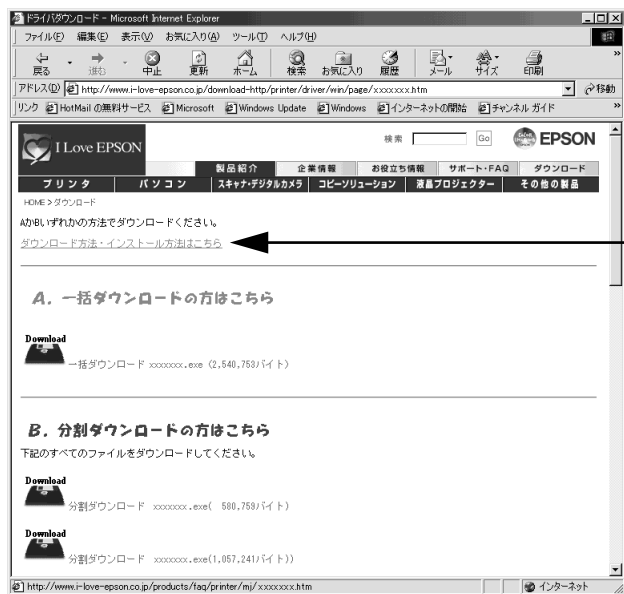 ドライバダウンロード - Microsoft Internet Explorer
ファイル(F) 編集(E) 表示(V) お気に入り(A) ツール(T) ヘルプ(H)
戻る 進む 中止 更新 ホーム 検索 お気に入り 履歴 メール サイズ 印刷
アドレス(D) http://www.i-love-epson.co.jp/download-http/printer/driver/win/page/xxxxxxx.htm 移動
リンク HotMail の無料サービス Microsoft Windows Update Windows インターネットの開始 チャンネル ガイド
I Love EPSON
検索 Go EPSON
製品紹介 企業情報 お役立ち情報 サポート・FAQ ダウンロード
プリンタ パソコン スキャナ・デジタルカメラ コピーソリューション 液晶プロジェクター その他の製品
HOME > ダウンロード
AかBいずれかの方法でダウンロードください。
ダウンロード方法・インストール方法はこちら
A. 一括ダウンロードの方はこちら
Download
一括ダウンロード xxxxxxx.exe (2,540,753バイト)
B. 分割ダウンロードの方はこちら
下記のすべてのファイルをダウンロードしてください。
Download
分割ダウンロード xxxxxxx.exe( 580,759バイト)
Download
分割ダウンロード xxxxxxx.exe(1,057,241バイト))
http://www.i-love-epson.co.jp/products/faq/printer/mj/xxxxxxx.htm インターネット